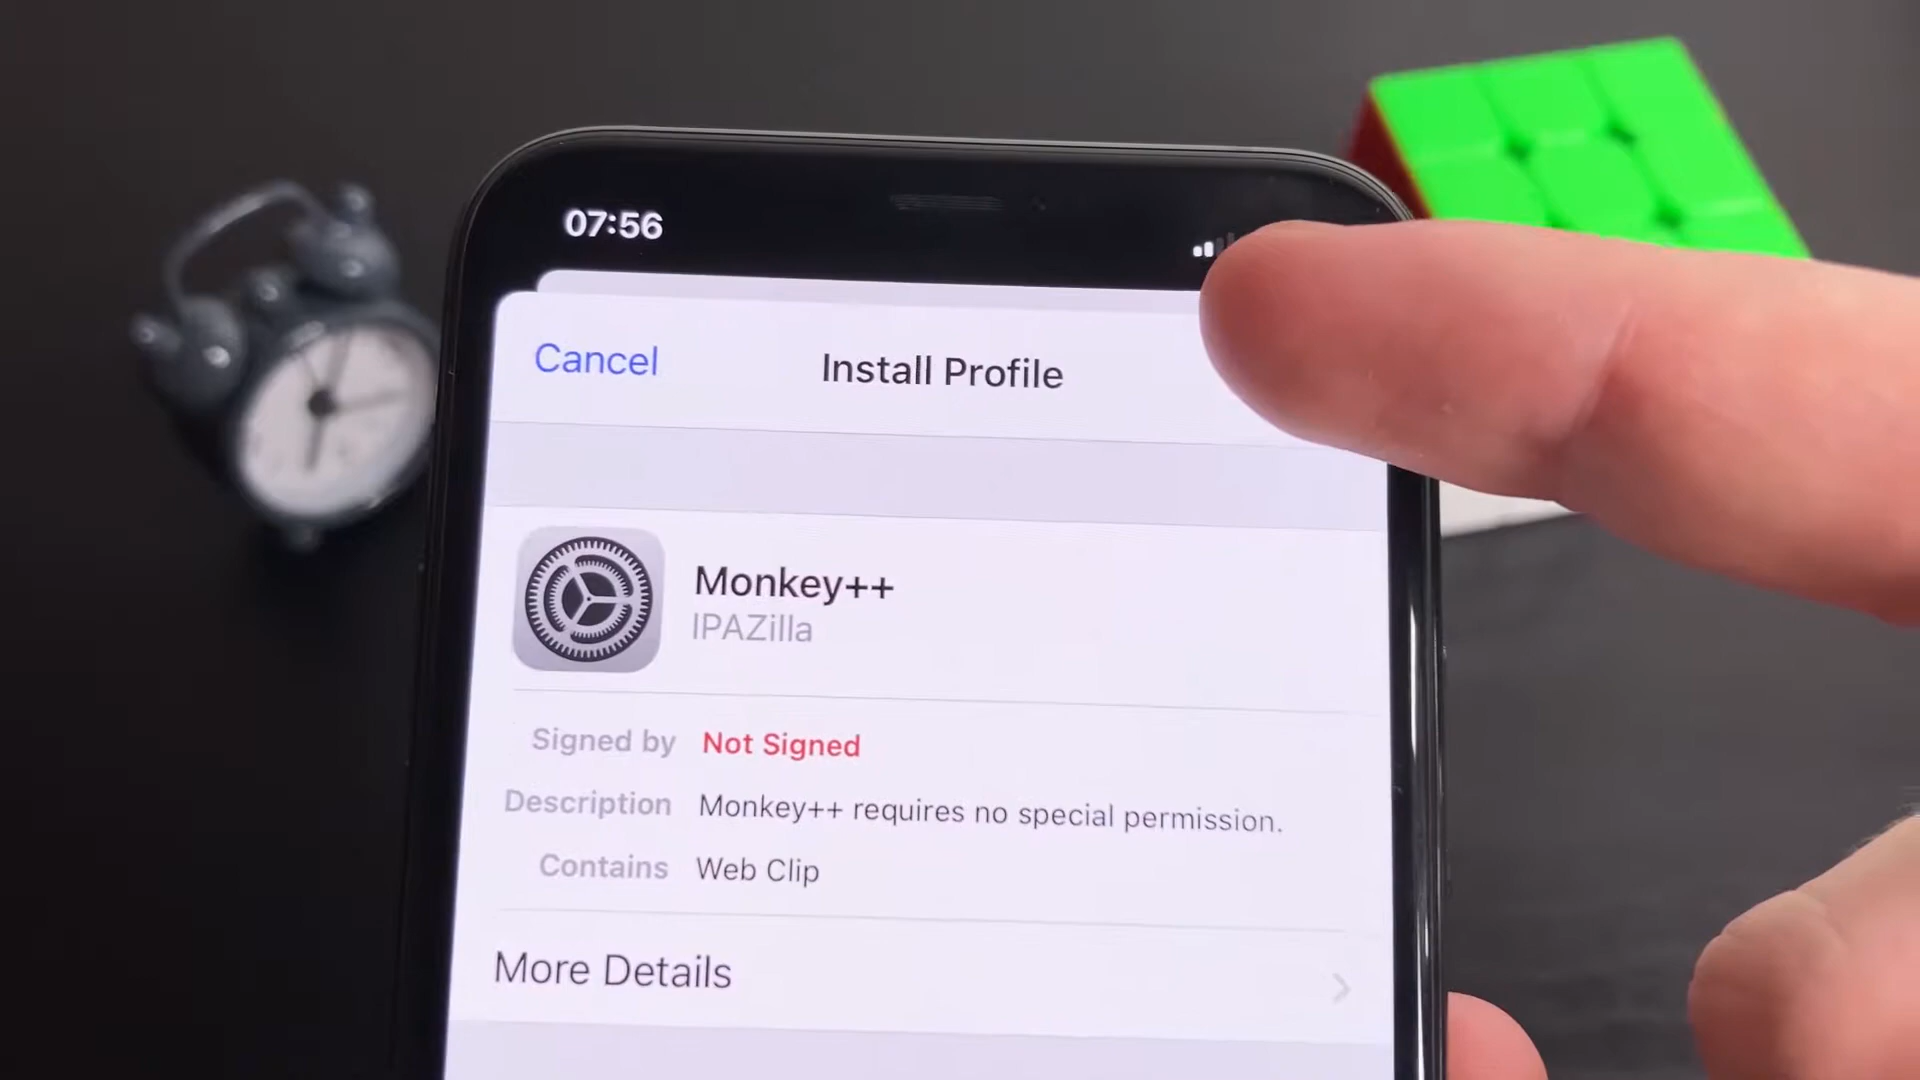 07:56
Cancel
Install Profile
Monkey++
IPAZilla
Signed by Not Signed
Description Monkey++ requires no special permission.
Contains Web Clip
More Details